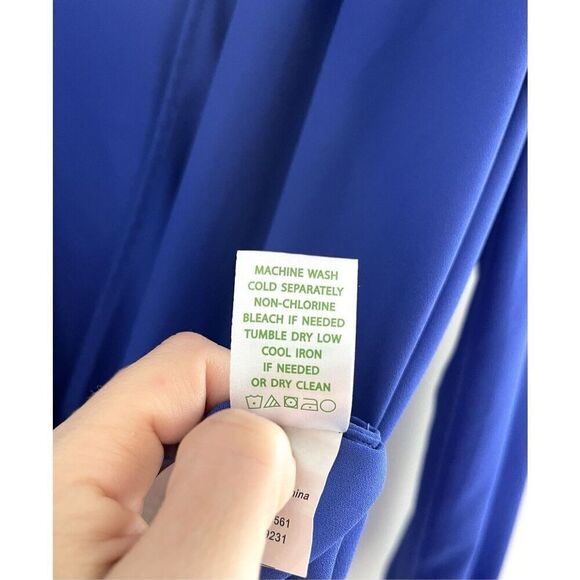 MACHINE WASH
COLD SEPARATELY
NON-CHLORINE
BLEACH IF NEEDED
TUMBLE DRY LOW
COOL IRON
IF NEEDED
OR DRY CLEAN
561